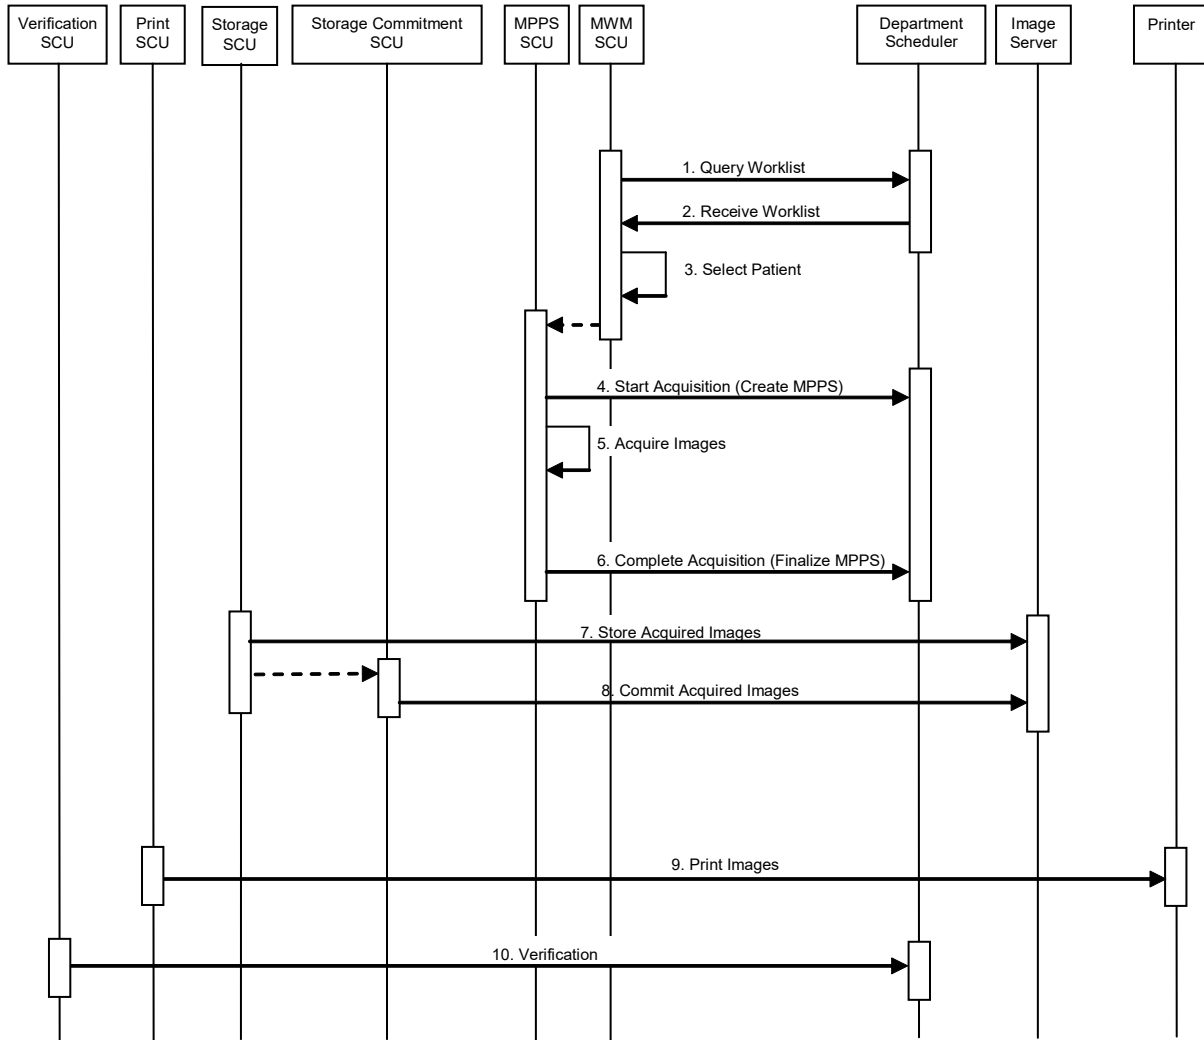 Verification
SCU
Print
SCU
Storage
SCU
Storage Commitment
SCU
MPPS
SCU
MWM
SCU
Department
Scheduler
Image
Server
Printer
1. Query Worklist
2. Receive Worklist
3. Select Patient
4. Start Acquisition (Create MPPS)
5. Acquire Images
6. Complete Acquisition (Finalize MPPS)
7. Store Acquired Images
8. Commit Acquired Images
9. Print Images
10. Verification